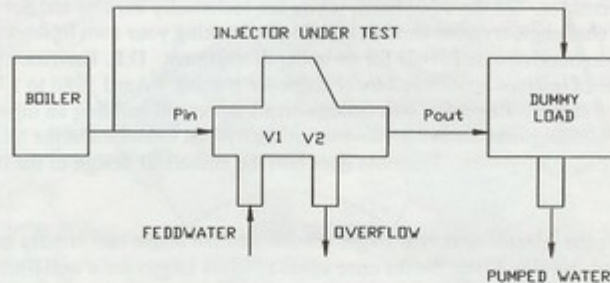 INJECTOR UNDER TEST
BOILER
Pin
V1 V2
Pout
DUMMY
LOAD
FEDDWATER
OVERFLOW
PUMPED WATER